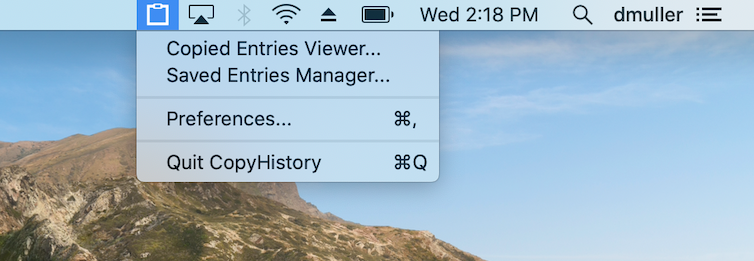 Wed 2:18 PM dmuller
Copied Entries Viewer...
Saved Entries Manager...
Preferences... ⌘,
Quit CopyHistory ⌘Q